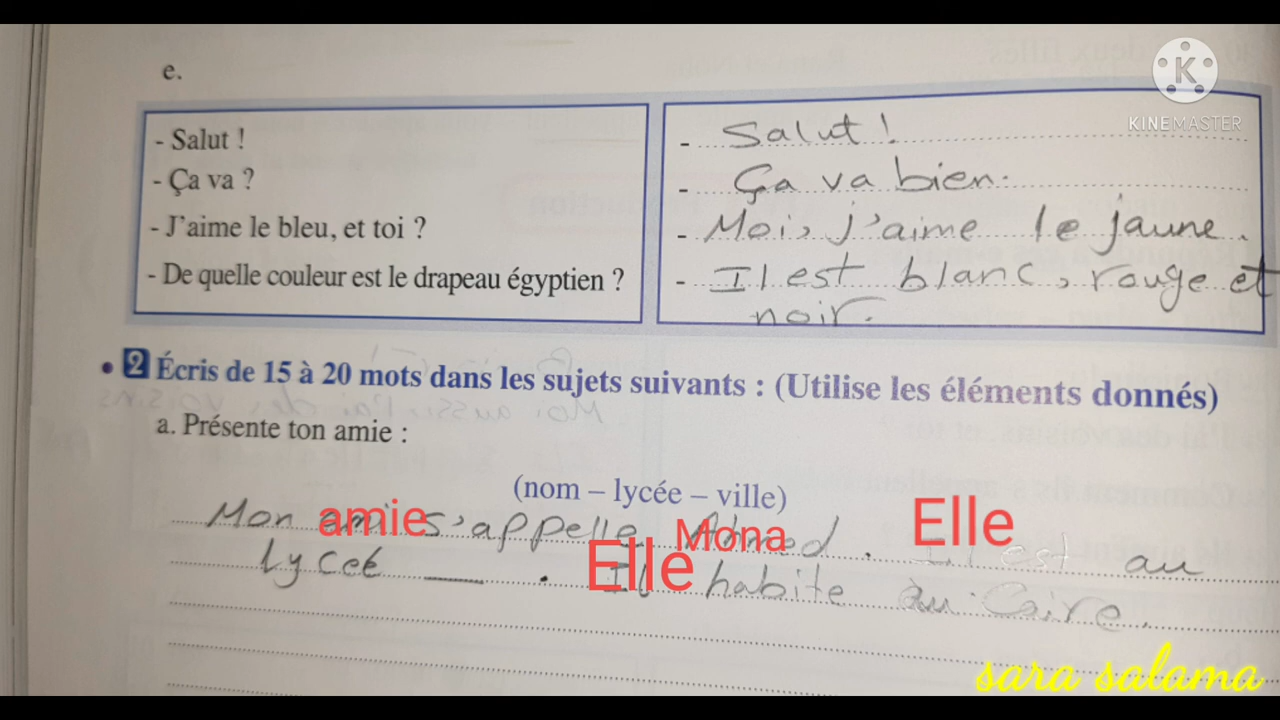 e.
- Salut !
- Ça va ?
- J'aime le bleu, et toi ?
- De quelle couleur est le drapeau égyptien ?
- Salut !
- Ça va bien.
- Moi, j'aime le jaune.
- Il est blanc, rouge et
noir.
K
KINEMASTER
• 2 Écris de 15 à 20 mots dans les sujets suivants : (Utilise les éléments donnés)
a. Présente ton amie :
(nom – lycée – ville)
Mon amie s'appelle Mona . Elle est au
lyceé __ . Elle habite au Caire.
sara salama